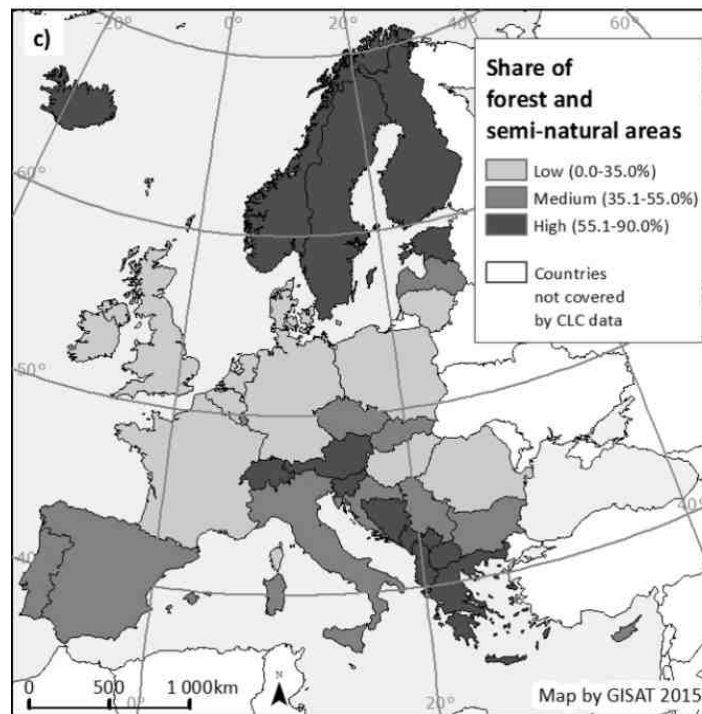 c)
-20°
0°
20°
40°
60°
Share of
forest and
semi-natural areas
Low (0.0-35.0%)
Medium (35.1-55.0%)
High (55.1-90.0%)
Countries
not covered
by CLC data
60°
50°
40°
40°
N
0
500
1 000km
0°
20°
Map by GISAT 2015